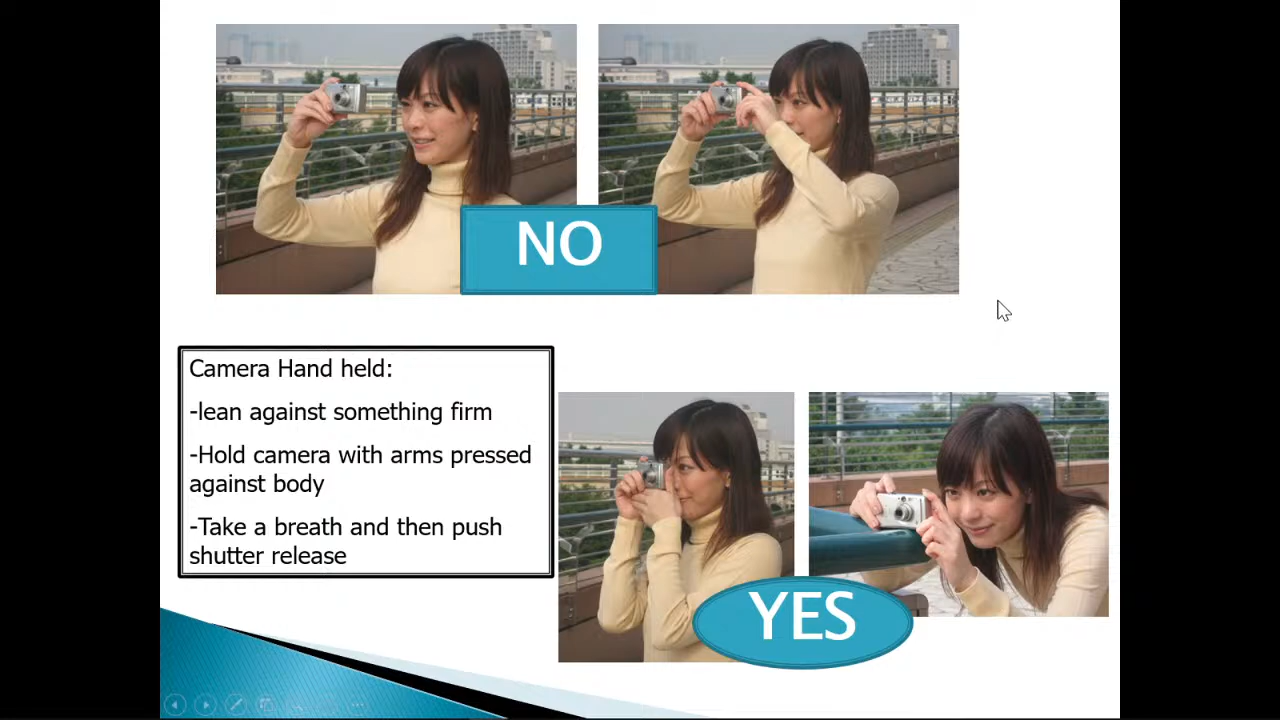 NO
Camera Hand held:
-lean against something firm
-Hold camera with arms pressed
against body
-Take a breath and then push
shutter release
YES